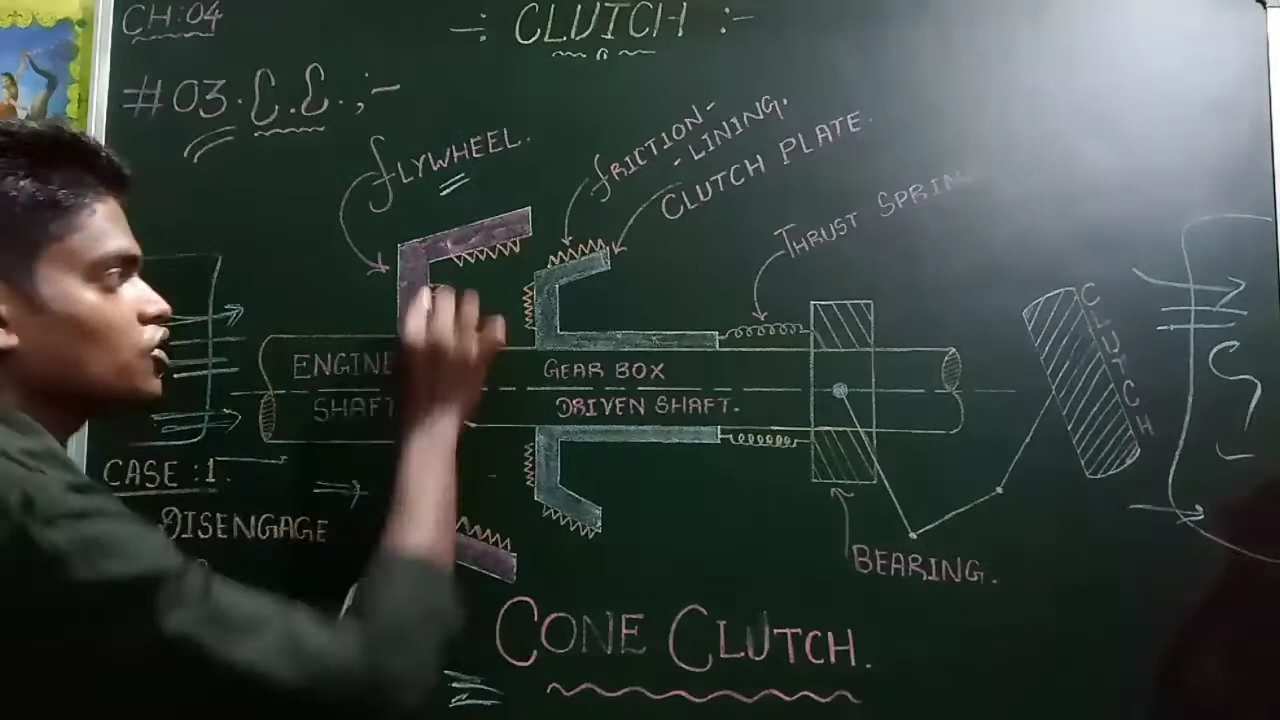 CH:04
-: CLUTCH :-
#03. C.C. ;-
FLYWHEEL.
FRICTION-
- LINING.
CLUTCH PLATE.
THRUST SPRIN
ENGINE
SHAFT
GEAR BOX
DRIVEN SHAFT.
CLUTCH
CASE :1.
DISENGAGE
BEARING.
CONE CLUTCH.